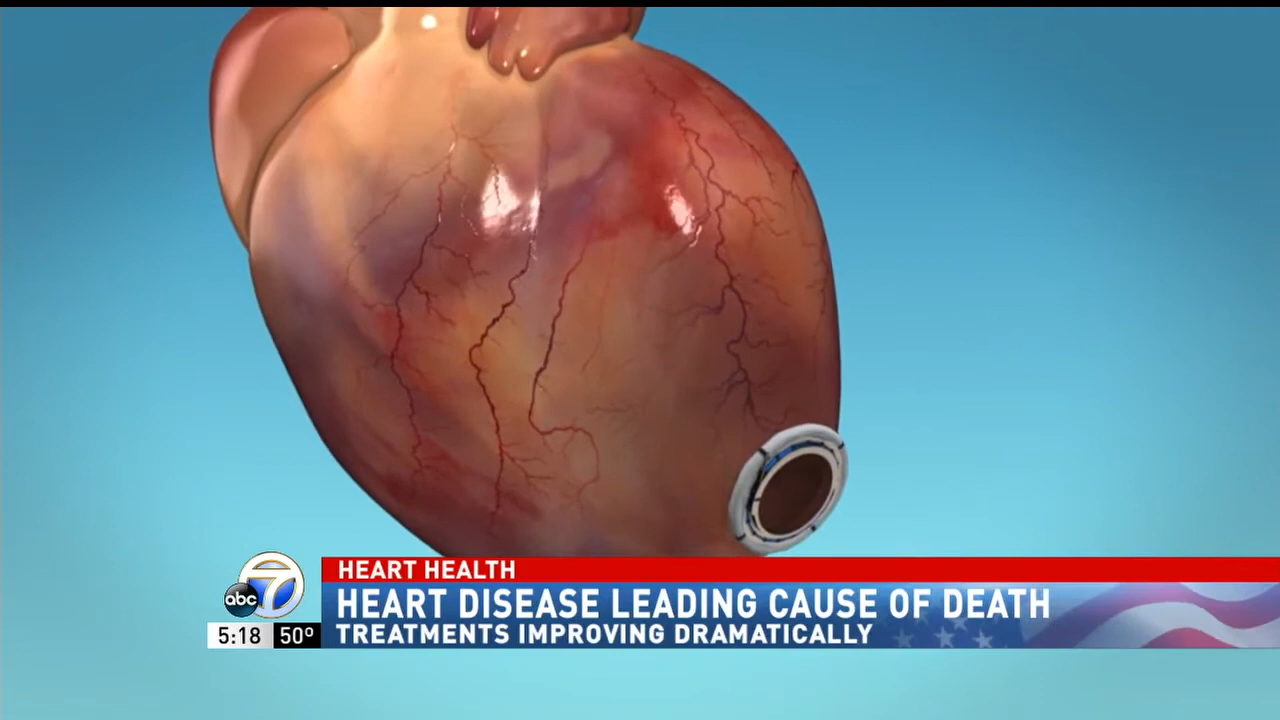 HEART HEALTH
abc 7
HEART DISEASE LEADING CAUSE OF DEATH
5:18 50° TREATMENTS IMPROVING DRAMATICALLY